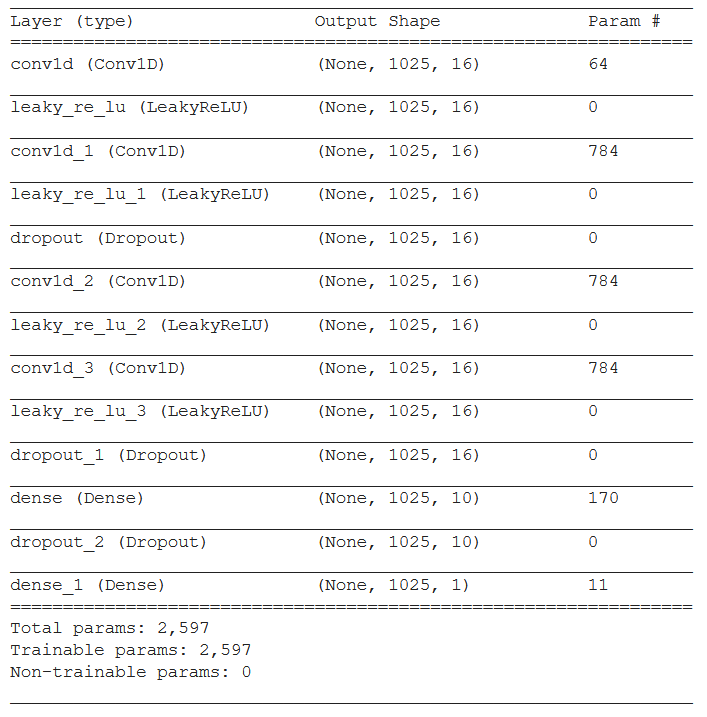 Layer (type) Output Shape Param #
=================================================================
conv1d (Conv1D) (None, 1025, 16) 64
leaky_re_lu (LeakyReLU) (None, 1025, 16) 0
conv1d_1 (Conv1D) (None, 1025, 16) 784
leaky_re_lu_1 (LeakyReLU) (None, 1025, 16) 0
dropout (Dropout) (None, 1025, 16) 0
conv1d_2 (Conv1D) (None, 1025, 16) 784
leaky_re_lu_2 (LeakyReLU) (None, 1025, 16) 0
conv1d_3 (Conv1D) (None, 1025, 16) 784
leaky_re_lu_3 (LeakyReLU) (None, 1025, 16) 0
dropout_1 (Dropout) (None, 1025, 16) 0
dense (Dense) (None, 1025, 10) 170
dropout_2 (Dropout) (None, 1025, 10) 0
dense_1 (Dense) (None, 1025, 1) 11
=================================================================
Total params: 2,597
Trainable params: 2,597
Non-trainable params: 0